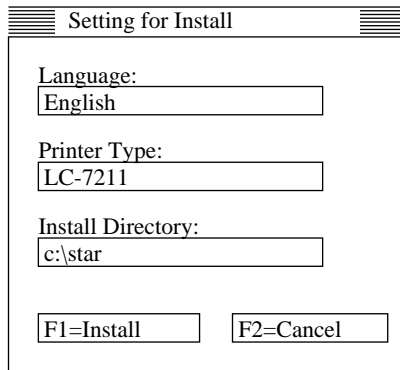 Setting for Install
Language:
English
Printer Type:
LC-7211
Install Directory:
c:\star
F1=Install F2=Cancel